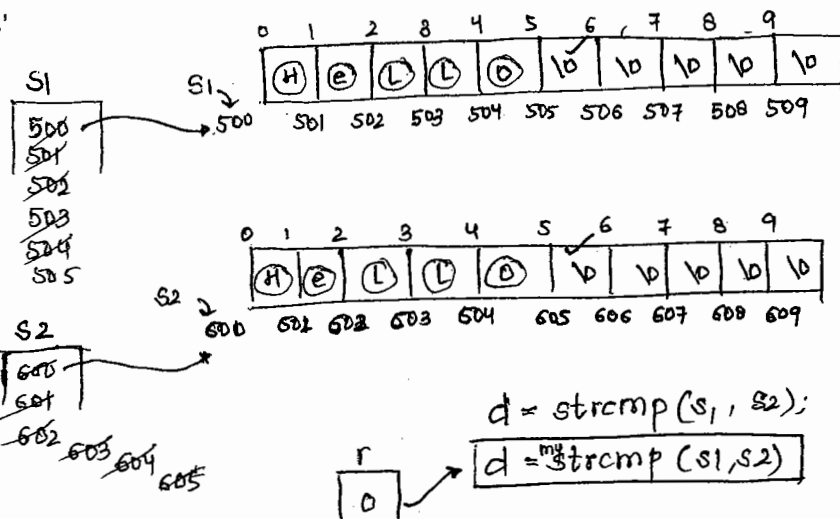 0 1 2 3 4 5 6 7 8 9
S1
S1 H e L L O \0 \0 \0 \0 \0
500 500 501 502 503 504 505 506 507 508 509
501
502
503
504
505
0 1 2 3 4 5 6 7 8 9
H e L L O \0 \0 \0 \0 \0
S2
600 601 602 603 604 605 606 607 608 609
S2
600
601
602 603 604 605
d = strcmp (S1, S2);
r
d = mystrcmp (S1,S2)
0